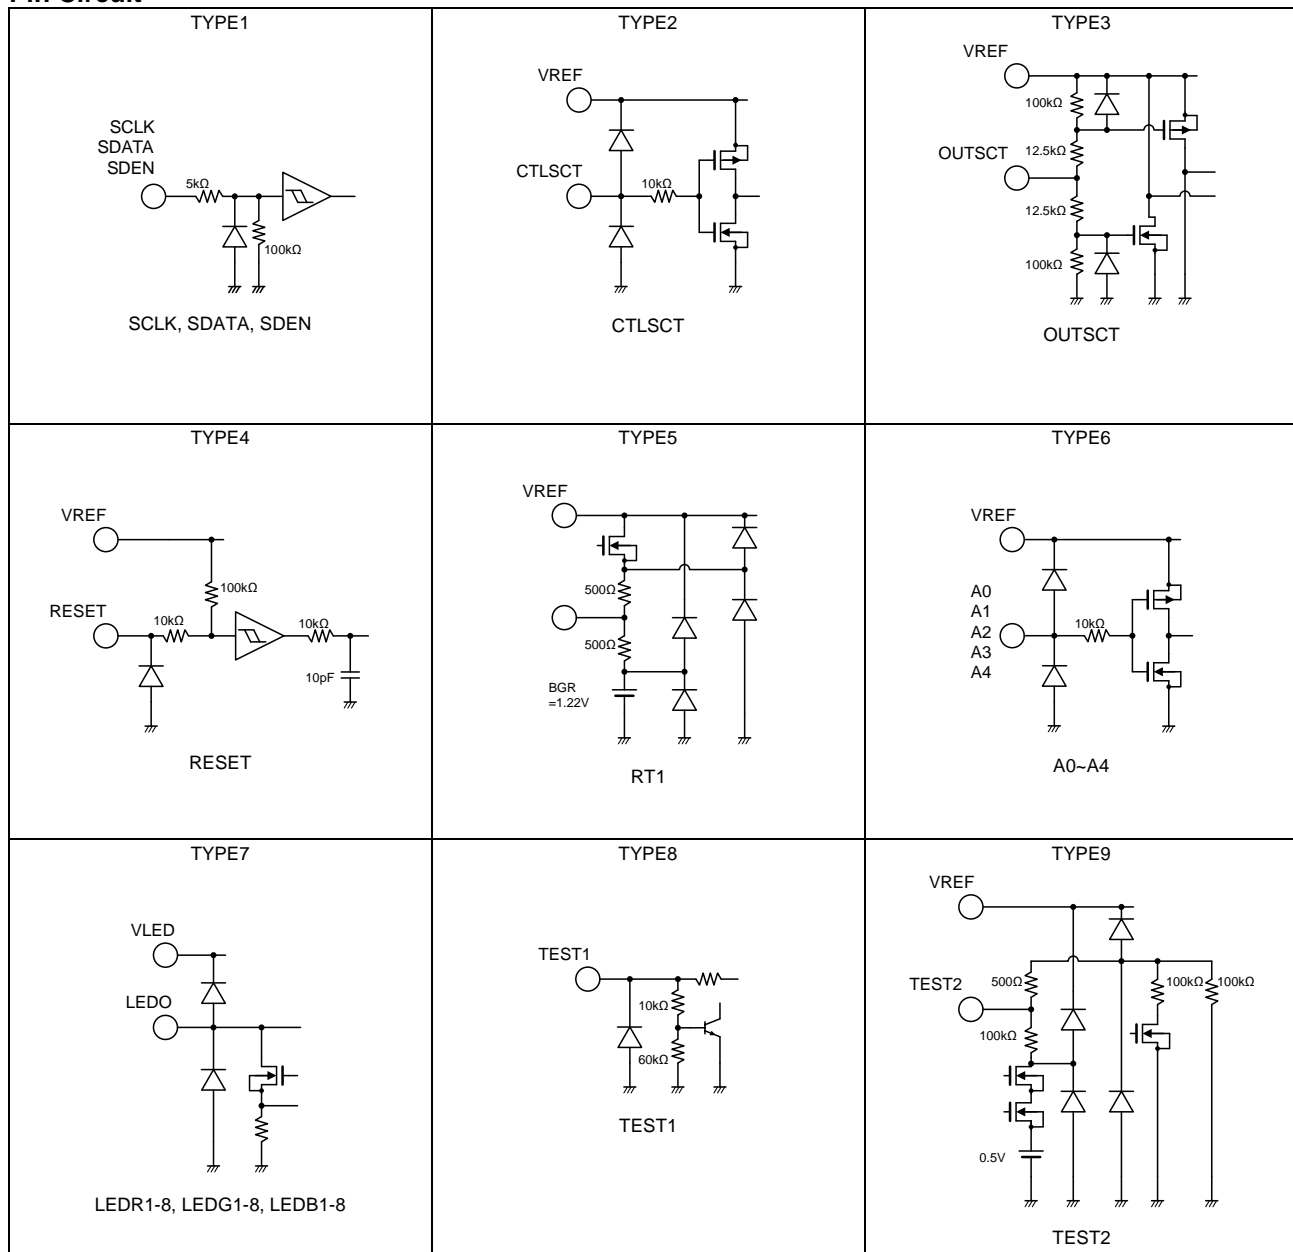 Pin Circuit
TYPE1
SCLK
SDATA
SDEN
5kΩ
100kΩ
SCLK, SDATA, SDEN
TYPE2
VREF
CTLSCT
10kΩ
CTLSCT
TYPE3
VREF
100kΩ
OUTSCT
12.5kΩ
12.5kΩ
100kΩ
OUTSCT
TYPE4
VREF
100kΩ
RESET
10kΩ
10kΩ
10pF
RESET
TYPE5
VREF
500Ω
500Ω
BGR
=1.22V
RT1
TYPE6
VREF
A0
A1
A2
A3
A4
10kΩ
A0~A4
TYPE7
VLED
LEDO
LEDR1-8, LEDG1-8, LEDB1-8
TYPE8
TEST1
10kΩ
60kΩ
TEST1
TYPE9
VREF
TEST2
500Ω
100kΩ
100kΩ
100kΩ
0.5V
TEST2